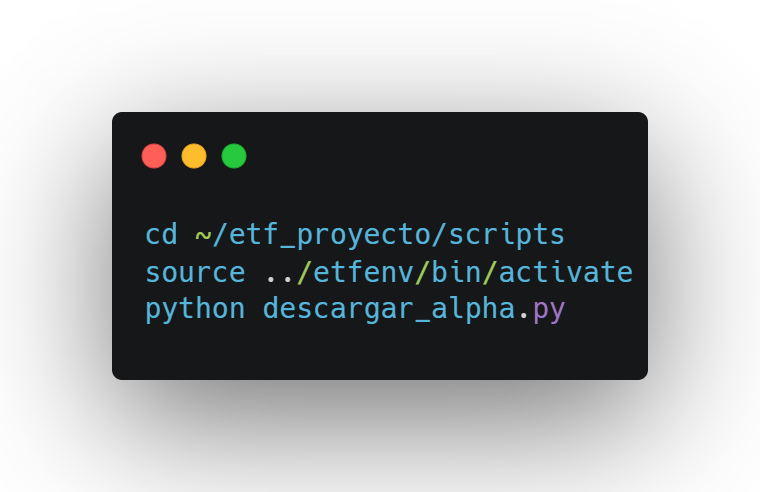 cd ~/etf_proyecto/scripts
source ../etfenv/bin/activate
python descargar_alpha.py